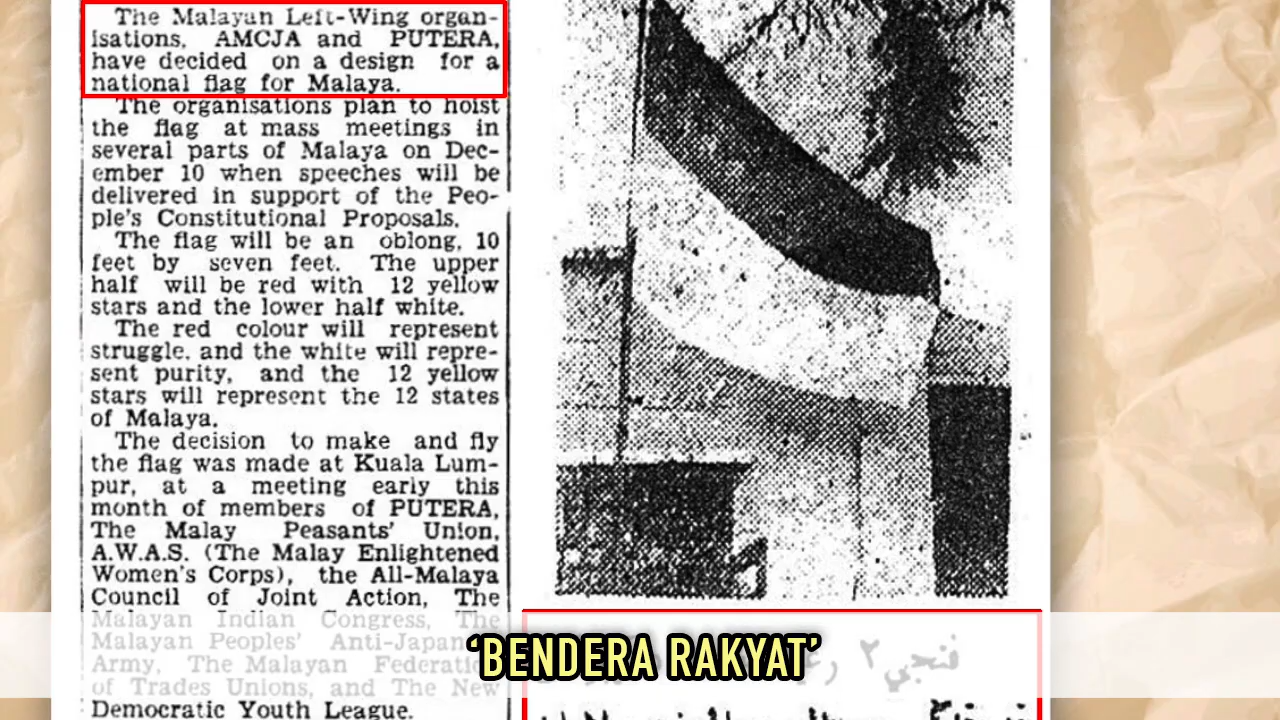 The Malayan Left-Wing organ-
isations, AMCJA and PUTERA,
have decided on a design for a
national flag for Malaya.
The organisations plan to hoist
the flag at mass meetings in
several parts of Malaya on Dec-
ember 10 when speeches will be
delivered in support of the Peo-
ple's Constitutional Proposals.
The flag will be an oblong, 10
feet by seven feet. The upper
half will be red with 12 yellow
stars and the lower half white.
The red colour will represent
struggle, and the white will repre-
sent purity, and the 12 yellow
stars will represent the 12 states
of Malaya.
The decision to make and fly
the flag was made at Kuala Lum-
pur, at a meeting early this
month of members of PUTERA,
The Malay Peasants' Union,
A.W.A.S. (The Malay Enlightened
Women's Corps), the All-Malaya
Council of Joint Action, The
Malayan Indian Congress, The
Malayan Peoples' Anti-Japan
Army, The Malayan Federati
of Trades Unions, and The New
Democratic Youth League.
‘BENDERA RAKYAT’